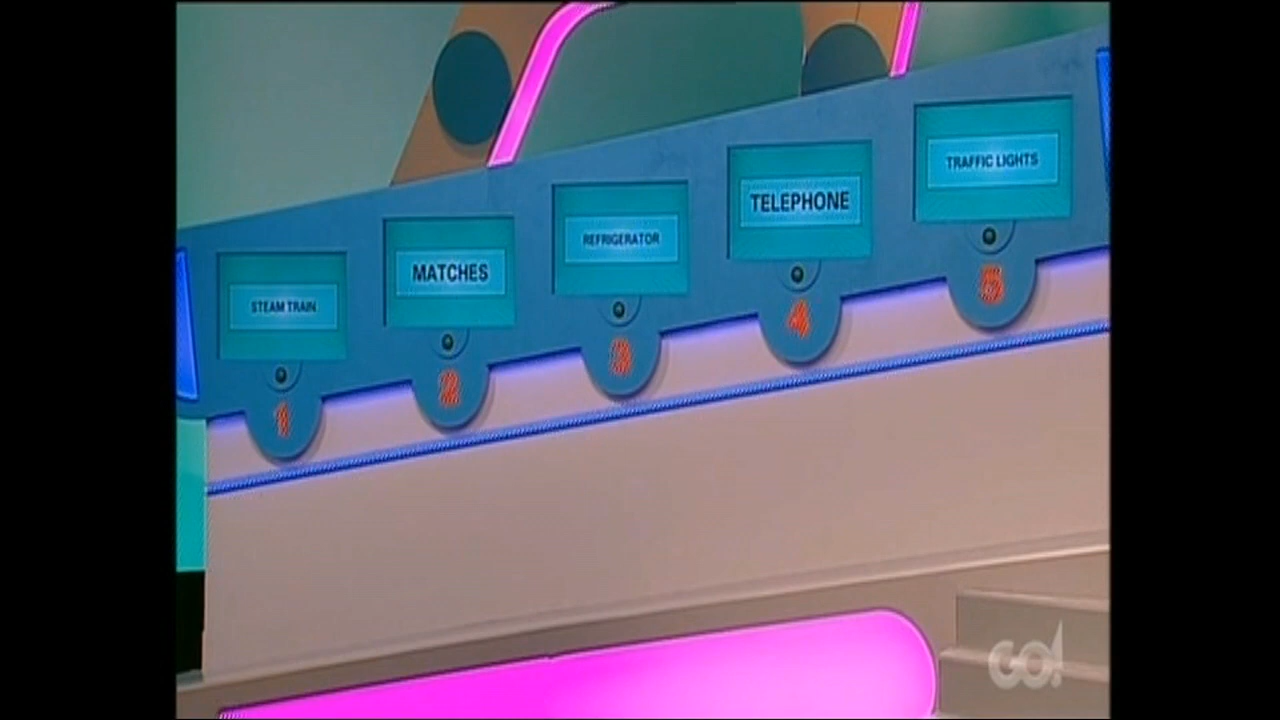 STEAM TRAIN
MATCHES
REFRIGERATOR
TELEPHONE
TRAFFIC LIGHTS
1
2
3
4
5
GO!